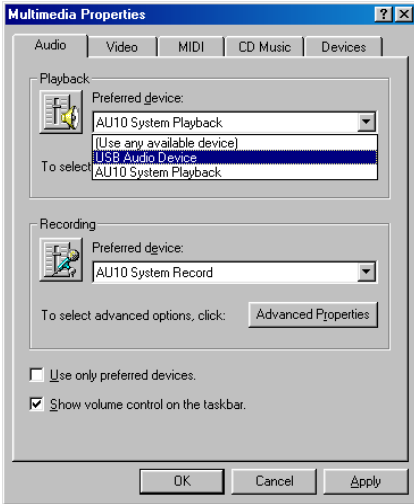 Multimedia Properties
Audio Video MIDI CD Music Devices
Playback
Preferred device:
AU10 System Playback
(Use any available device)
USB Audio Device
AU10 System Playback
To select
Recording
Preferred device:
AU10 System Record
To select advanced options, click: Advanced Properties
Use only preferred devices.
Show volume control on the taskbar.
OK Cancel Apply